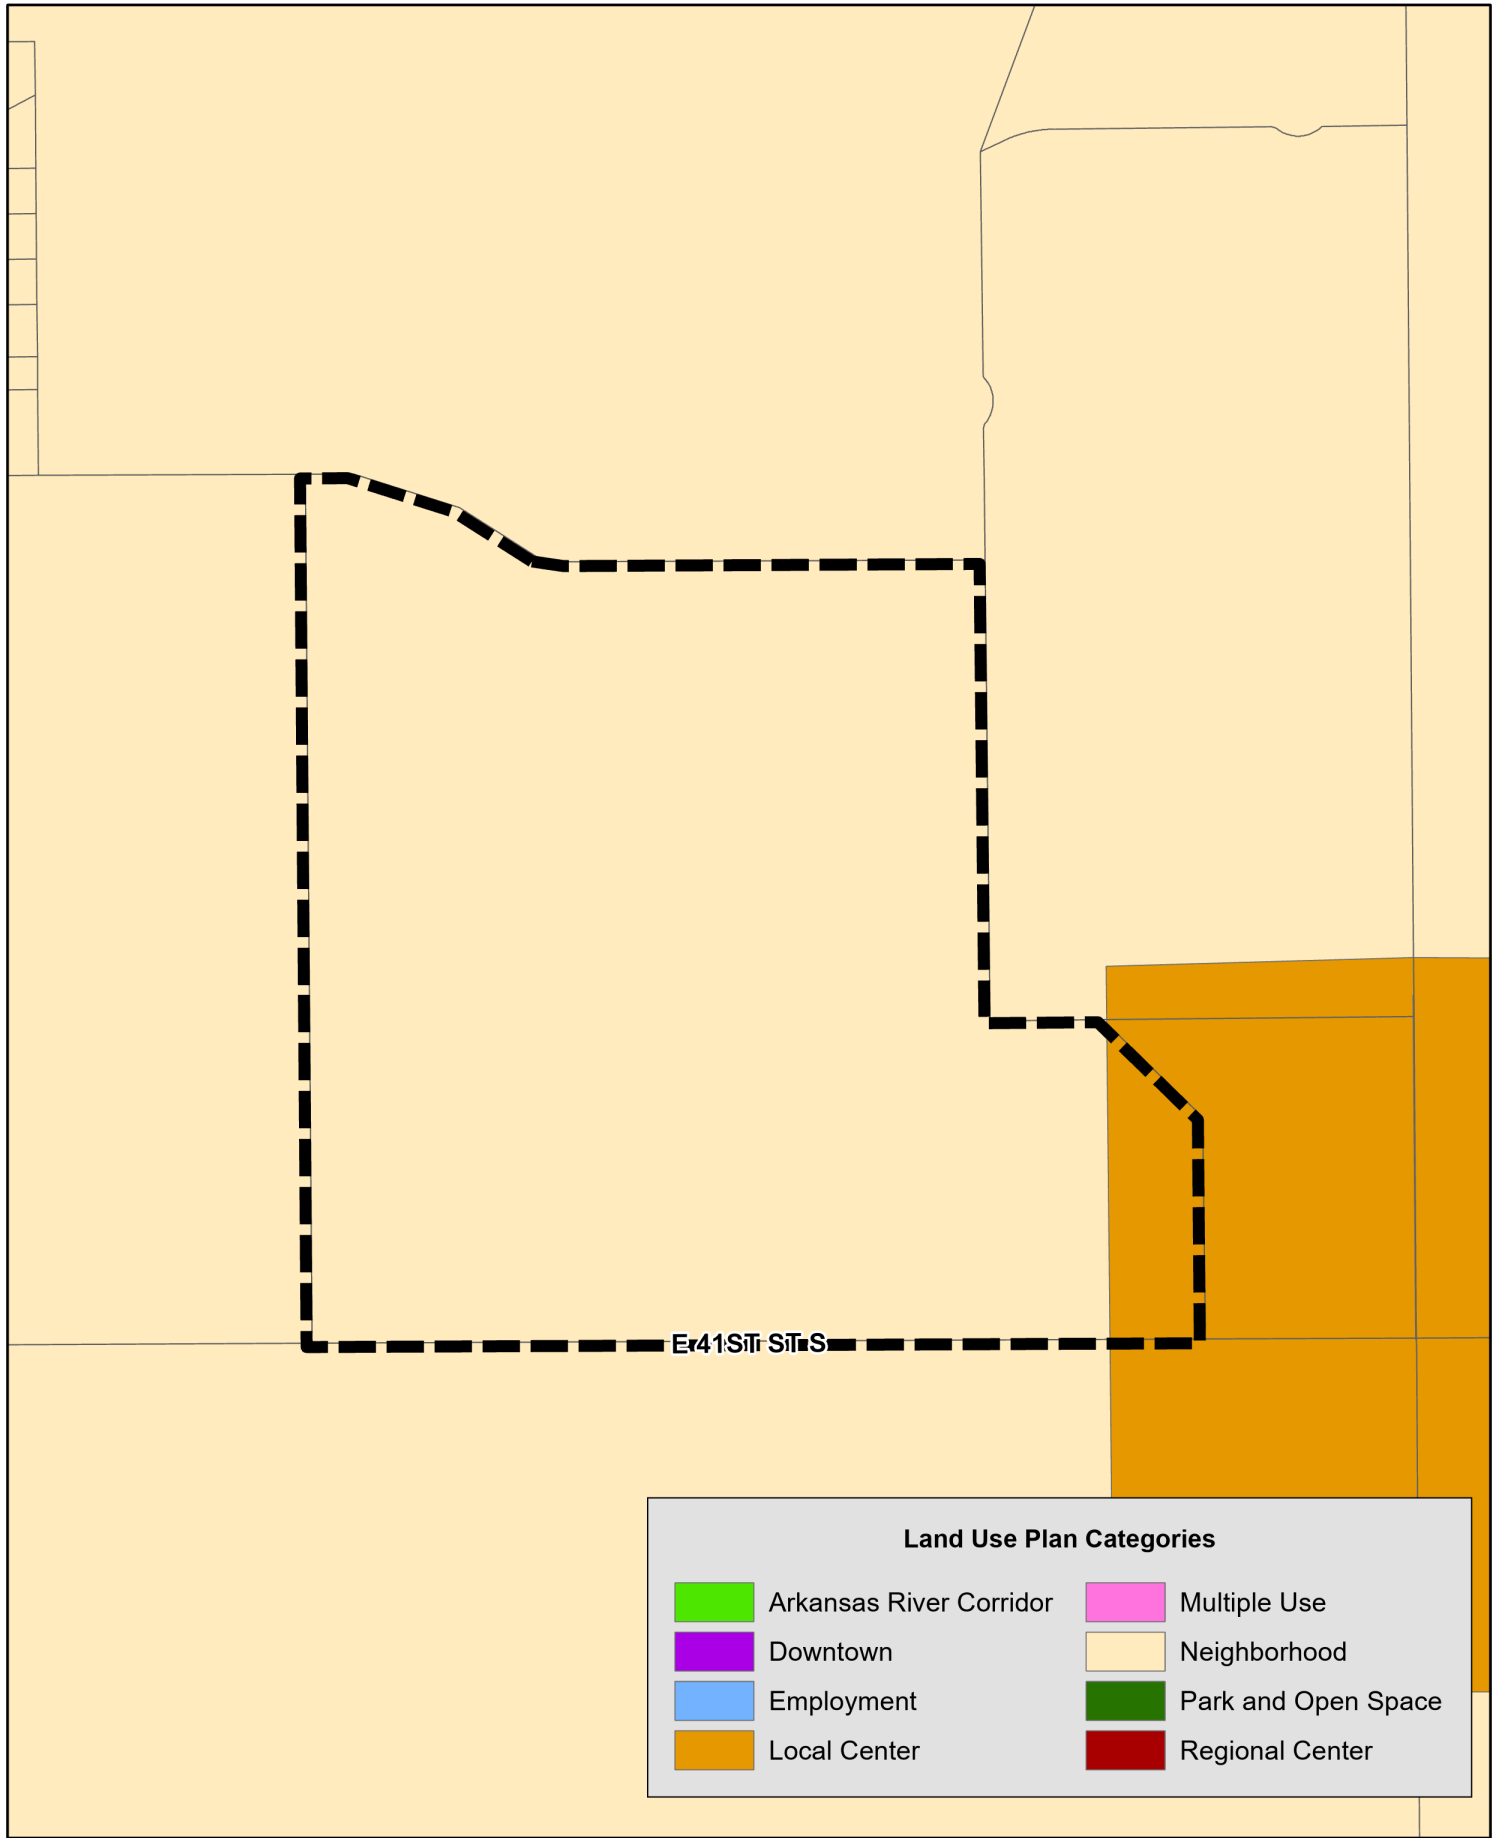 E 41ST ST S
Land Use Plan Categories
Arkansas River Corridor
Downtown
Employment
Local Center
Multiple Use
Neighborhood
Park and Open Space
Regional Center